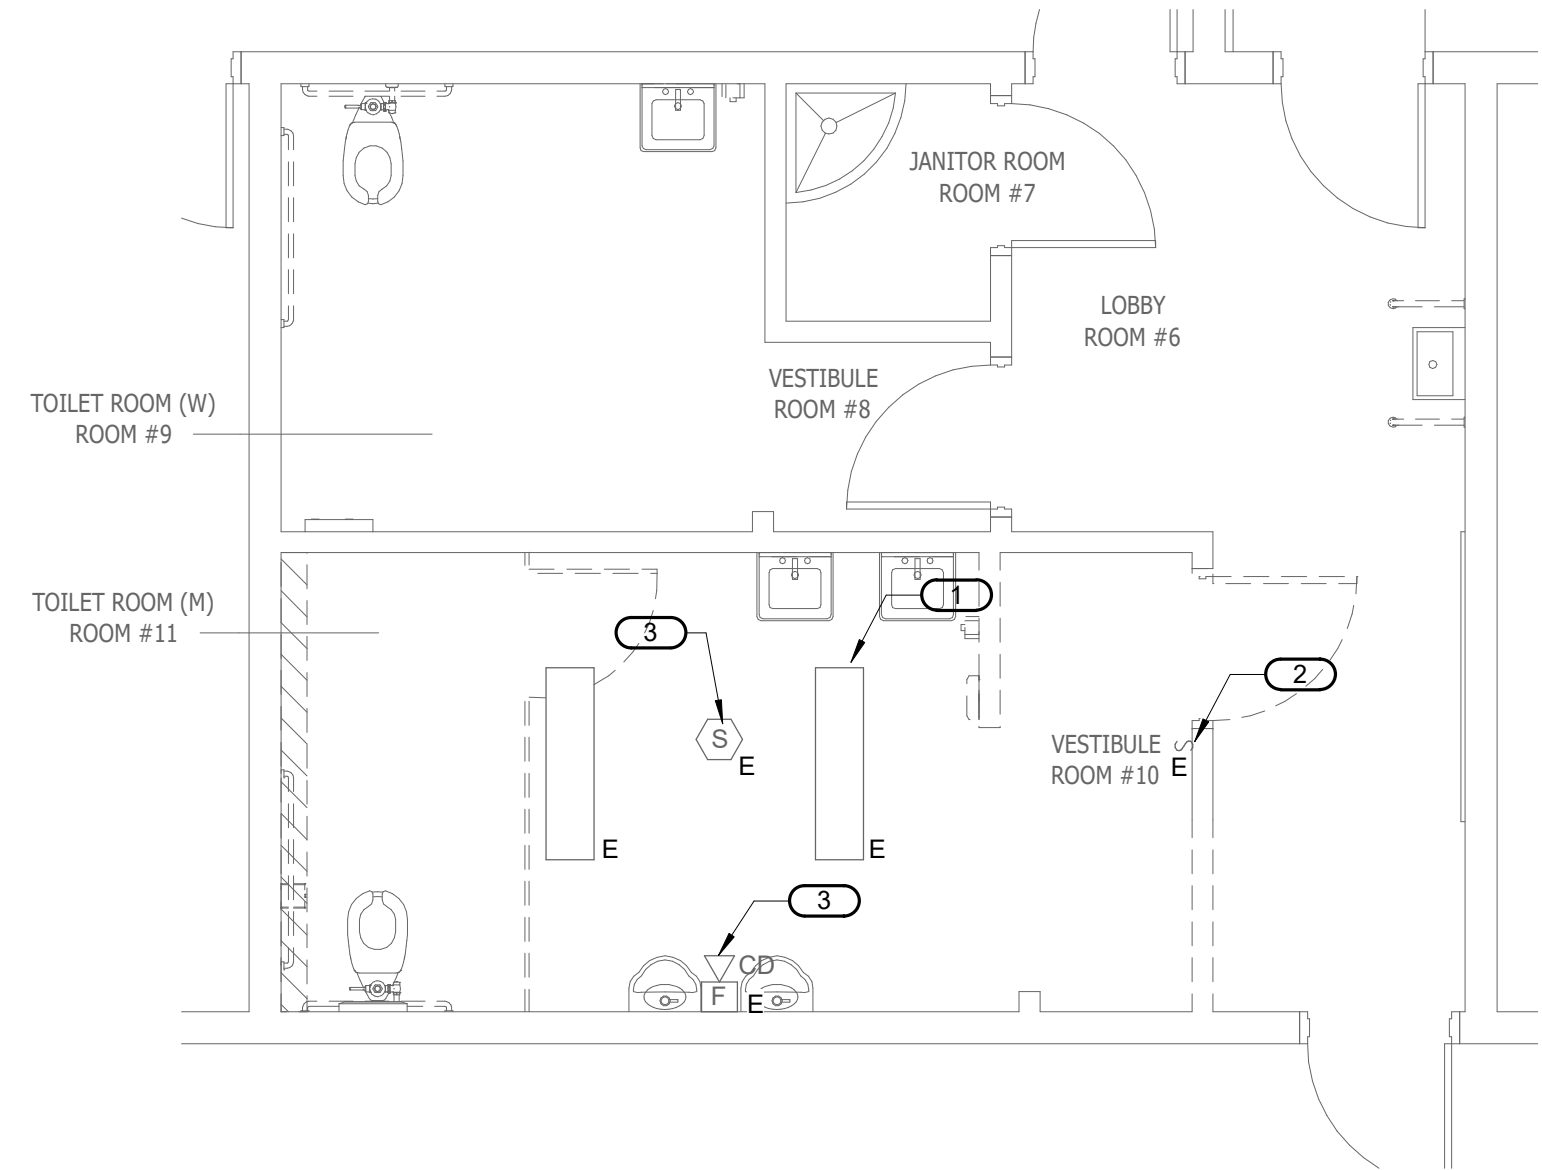 JANITOR ROOM
ROOM #7
LOBBY
ROOM #6
VESTIBULE
ROOM #8
TOILET ROOM (W)
ROOM #9
TOILET ROOM (M)
ROOM #11
1
3
2
S
E
VESTIBULE
ROOM #10
S
E
E
E
3
CD
F
E